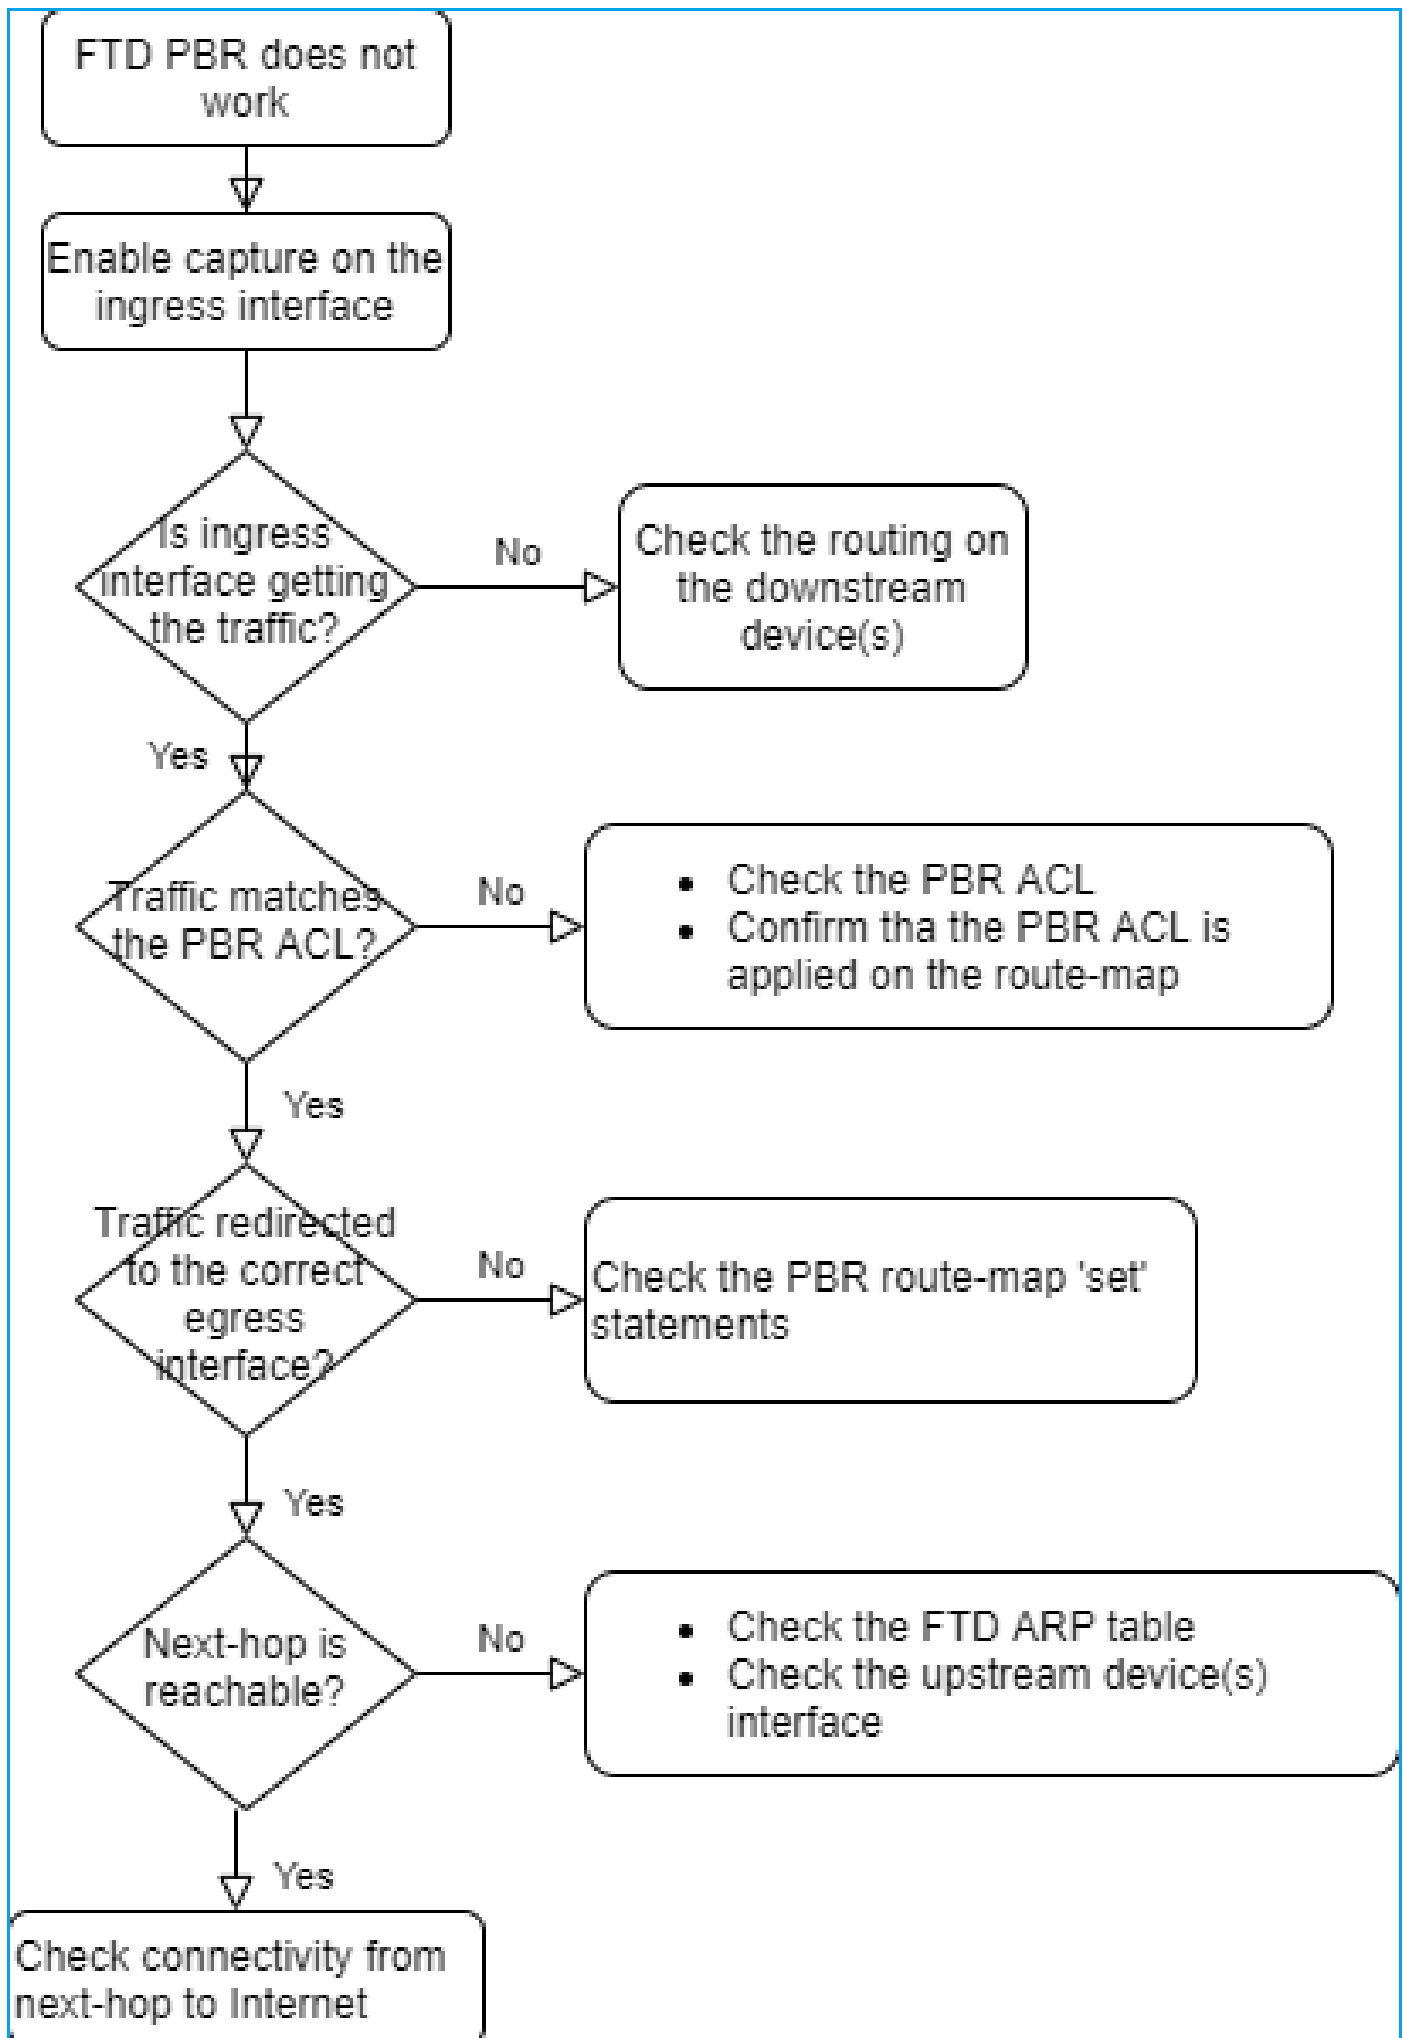 FTD PBR does not
work
Enable capture on the
ingress interface
Is ingress
interface getting
the traffic?
No
Check the routing on
the downstream
device(s)
Yes
Traffic matches
the PBR ACL?
No
• Check the PBR ACL
• Confirm tha the PBR ACL is
applied on the route-map
Yes
Traffic redirected
to the correct
egress
interface?
No
Check the PBR route-map 'set'
statements
Yes
Next-hop is
reachable?
No
• Check the FTD ARP table
• Check the upstream device(s)
interface
Yes
Check connectivity from
next-hop to Internet